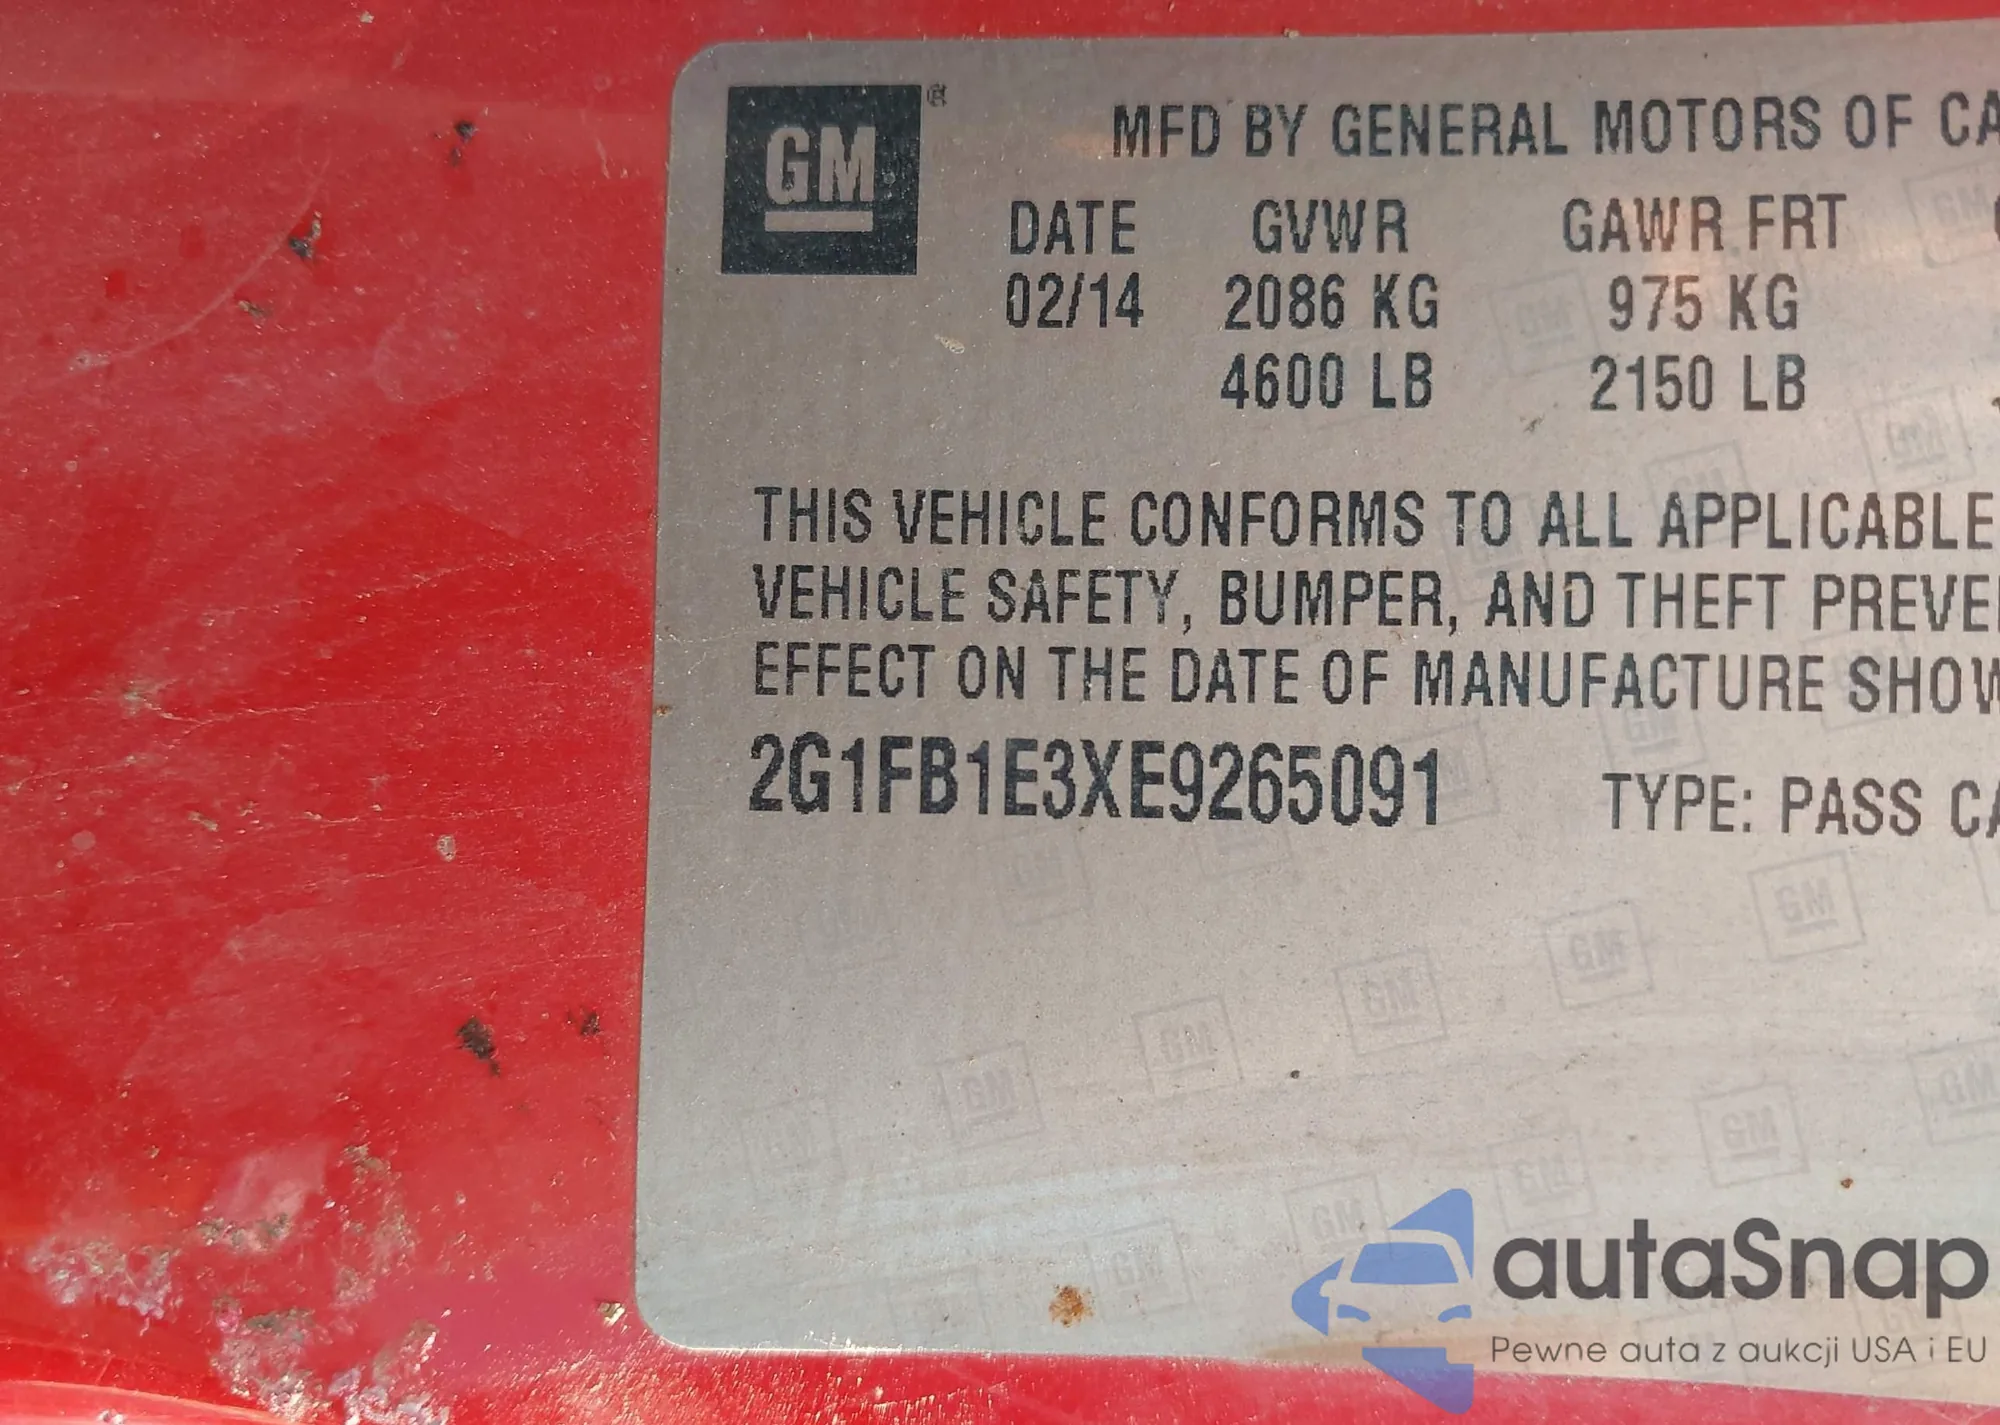 GM
MFD BY GENERAL MOTORS OF CA
DATE GVWR GAWR FRT
02/14 2086 KG 975 KG
4600 LB 2150 LB
THIS VEHICLE CONFORMS TO ALL APPLICABLE
VEHICLE SAFETY, BUMPER, AND THEFT PREVE
EFFECT ON THE DATE OF MANUFACTURE SHOW
2G1FB1E3XE9265091 TYPE: PASS CA
autaSnap
Pewne auta z aukcji USA i EU